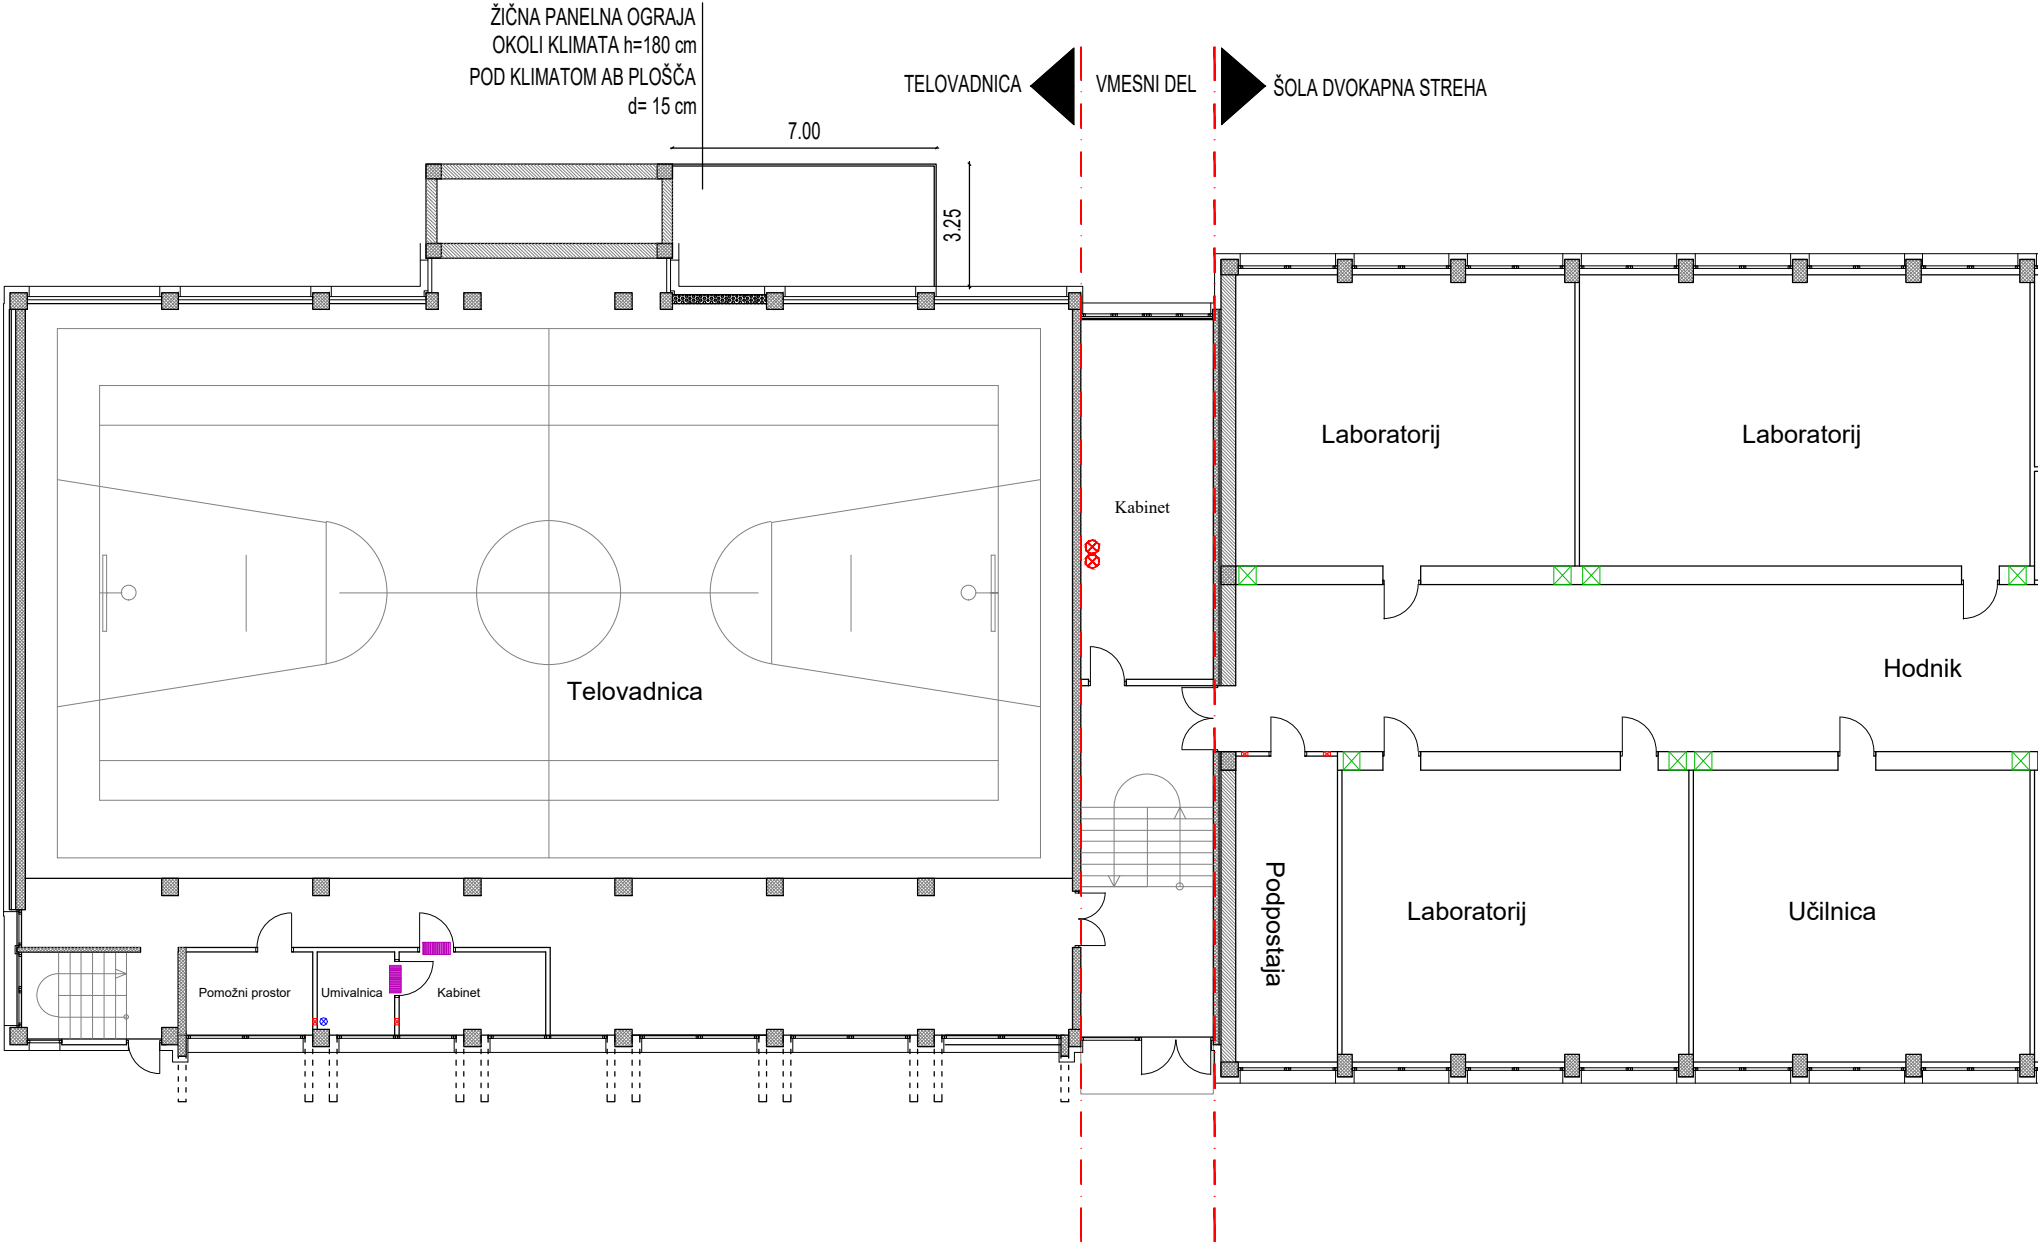 ŽIČNA PANELNA OGRAJA
OKOLI KLIMATA h=180 cm
POD KLIMATOM AB PLOŠČA
d= 15 cm
TELOVADNICA
VMESNI DEL
ŠOLA DVOKAPNA STREHA
7.00
3.25
Laboratorij
Laboratorij
Kabinet
Telovadnica
Hodnik
Podpostaja
Laboratorij
Učilnica
Pomožni prostor
Umivalnica
Kabinet